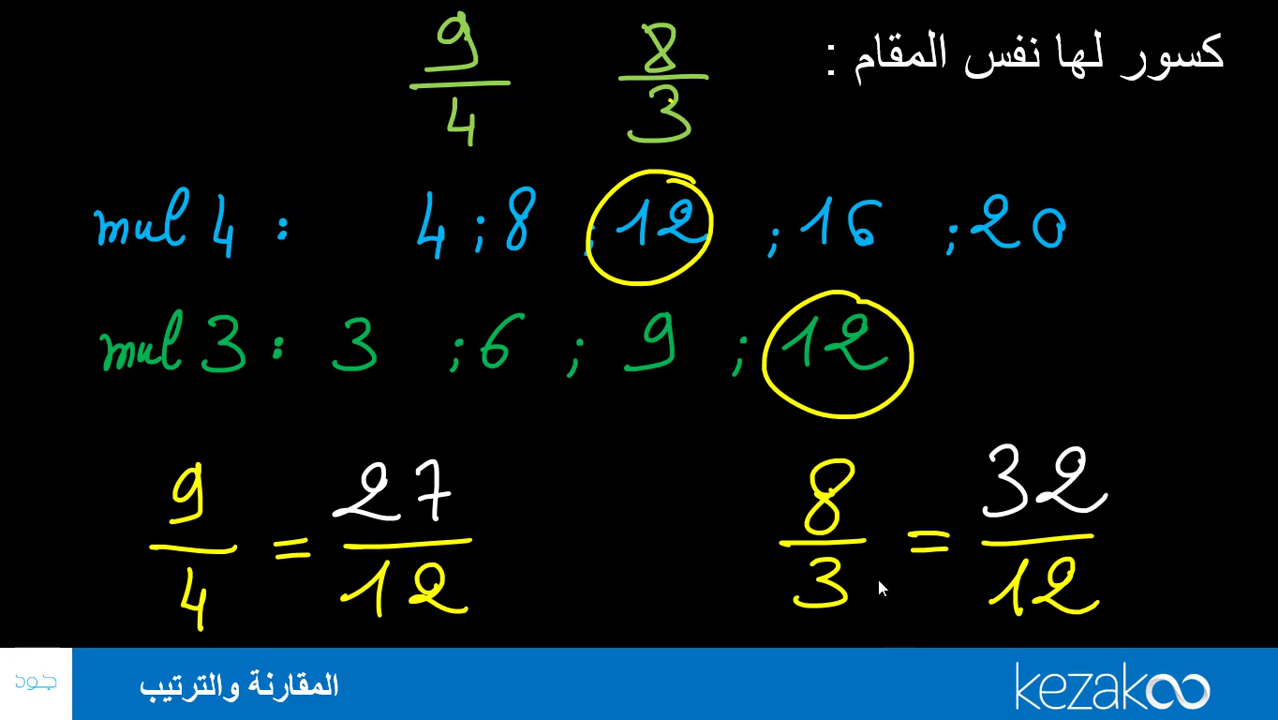 كسور لها نفس المقام :
9/4 8/3
mul 4 : 4 ; 8 ; 12 ; 16 ; 20
mul 3 : 3 ; 6 ; 9 ; 12
9/4 = 27/12 8/3 = 32/12
جود المقارنة والترتيب kezakoo